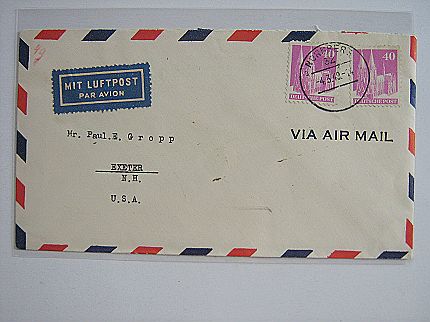 MIT LUFTPOST
PAR AVION
40
40
DEUTSCHE POST
DEUTSCHE POST
Mr. Paul.E. Gropp
VIA AIR MAIL
EXETER
N.H.
U.S.A.